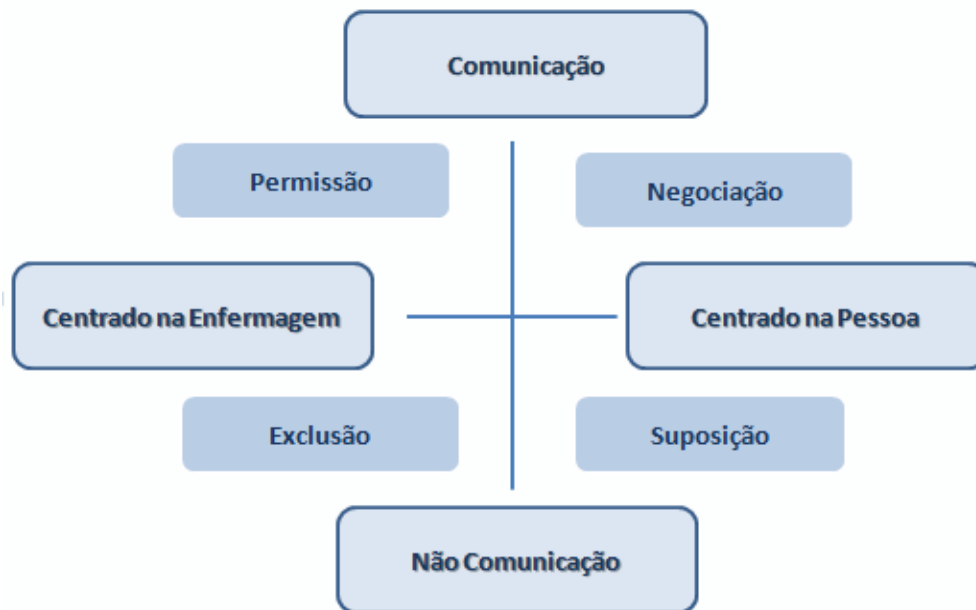 Comunicação
Permissão
Negociação
Centrado na Enfermagem
Centrado na Pessoa
Exclusão
Suposição
Não Comunicação